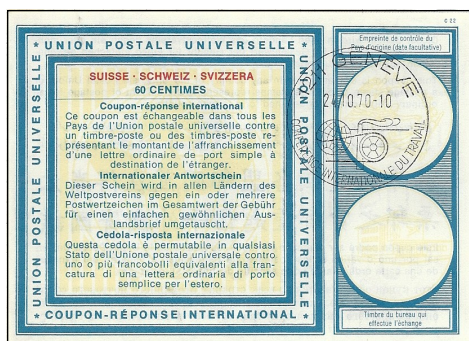 C 22
* UNION POSTALE UNIVERSELLE *
UNION POSTALE UNIVERSELLE
UNION POSTALE UNIVERSELLE
SUISSE · SCHWEIZ · SVIZZERA
60 CENTIMES
Coupon-réponse international
Ce coupon est échangeable dans tous les
Pays de l'Union postale universelle contre
un timbre-poste ou des timbres-poste re-
présentant le montant de l'affranchissement
d'une lettre ordinaire de port simple à
destination de l'étranger.
Internationaler Antwortschein
Dieser Schein wird in allen Ländern des
Weltpostvereins gegen ein oder mehrere
Postwertzeichen im Gesamtwert der Gebühr
für einen einfachen gewöhnlichen Aus-
landsbrief umgetauscht.
Cedola-risposta internazionale
Questa cedola è permutabile in qualsiasi
Stato dell'Unione postale universale contro
uno o più francobolli equivalenti alla fran-
catura di una lettera ordinaria di porto
semplice per l'estero.
* COUPON-RÉPONSE INTERNATIONAL *
Empreinte de contrôle du
Pays d'origine (date facultative)
1211 GENÈVE
24.10.70-10
INTERNATIONALE DU TRAVAIL
Timbre du bureau qui
effectue l'échange